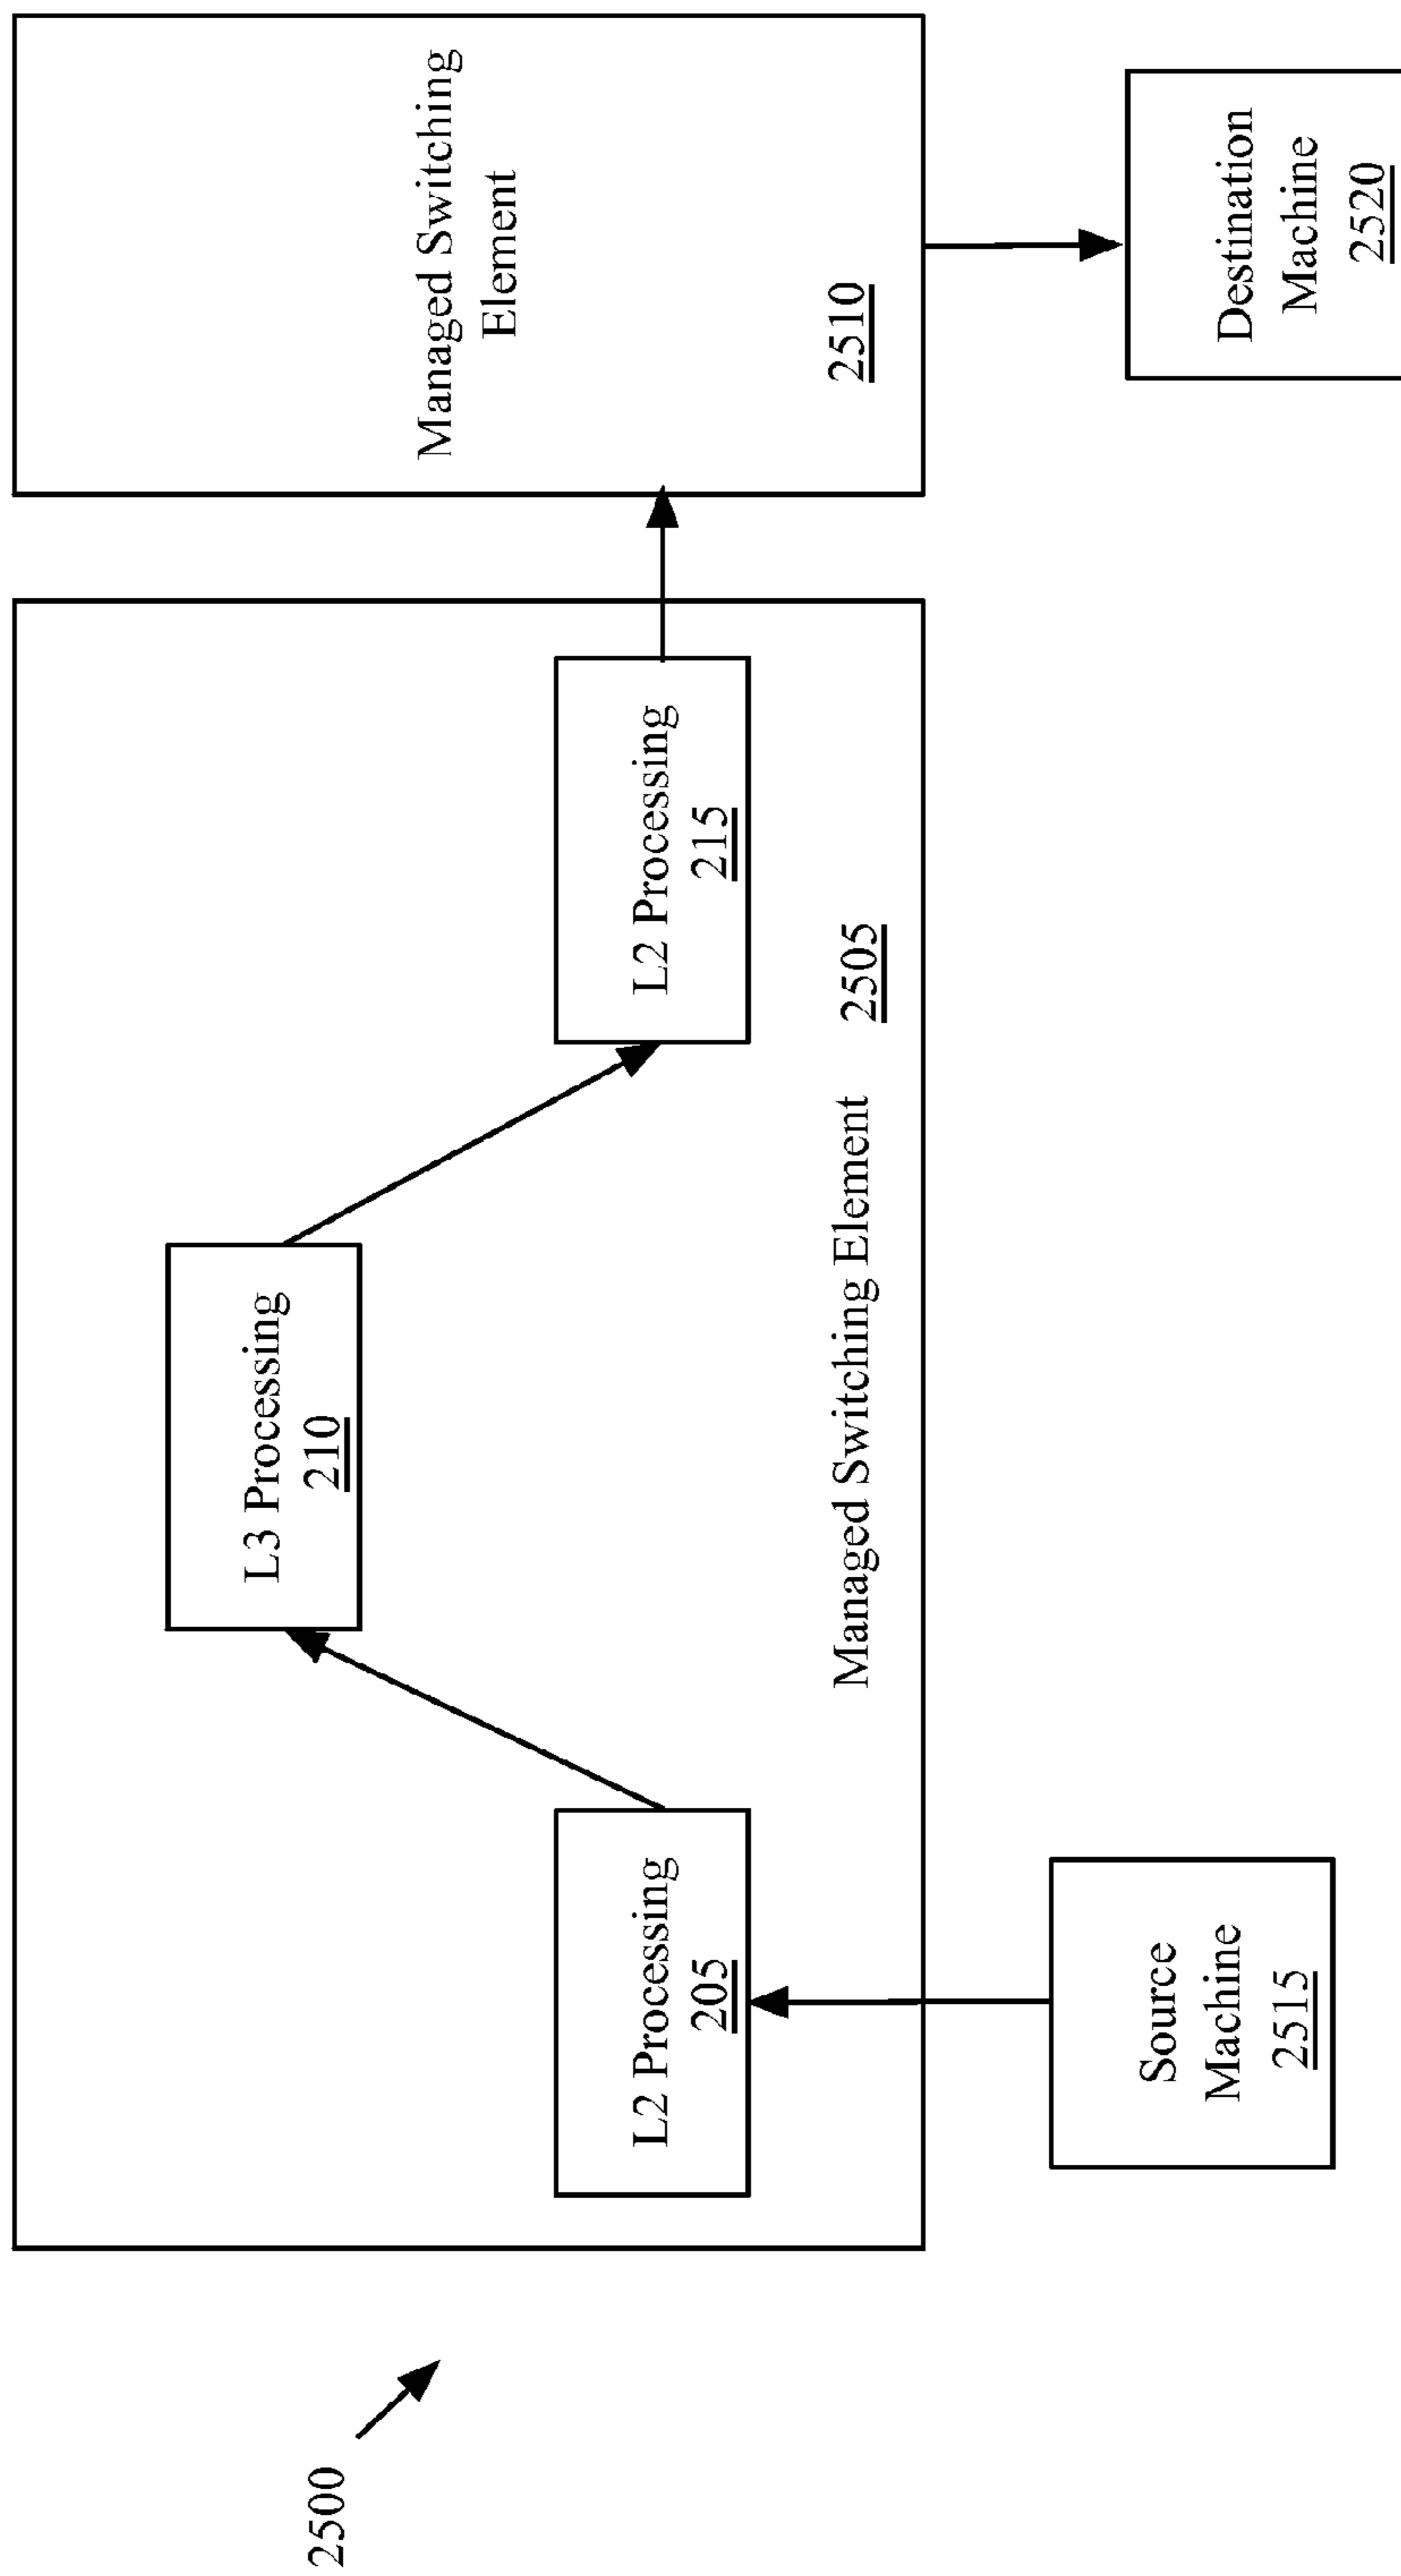 2500
L3 Processing
210
L2 Processing
205
L2 Processing
215
Managed Switching Element
2505
Managed Switching
Element
2510
Source
Machine
2515
Destination
Machine
2520